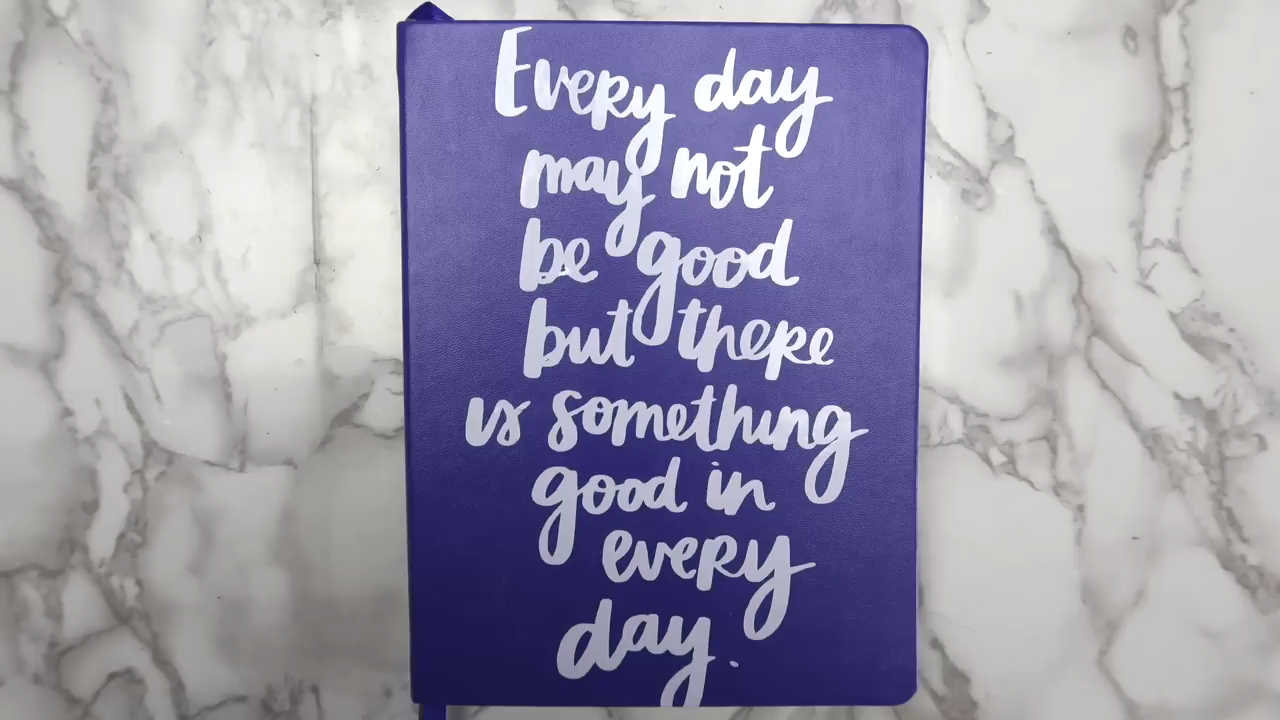 Every day
may not
be good
but there
is something
good in
every
day.